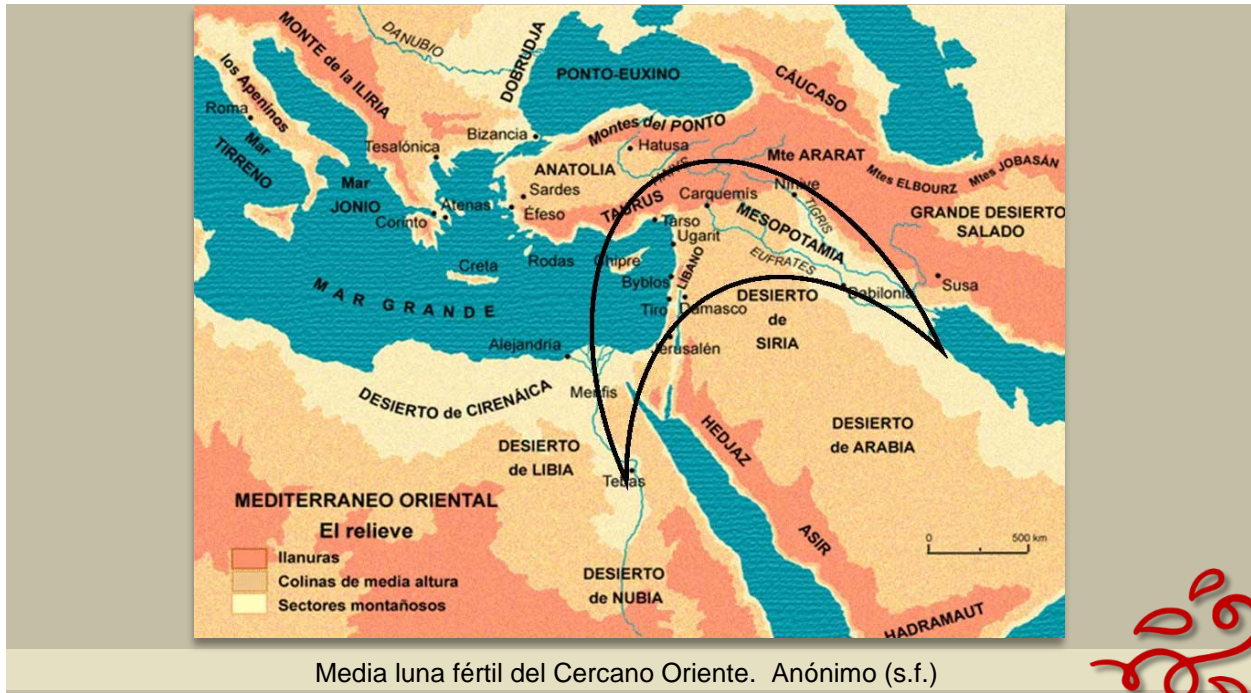 MONTE de la ILIRIA
DANUBIO
DOBRUDJA
PONTO-EUXINO
CÁUCASO
los Apeninos
Roma
Mar
TIRRENO
Tesalónica
Bizancia
Montes del PONTO
Hatusa
ANATOLIA
Mte ARARAT
Mtes ELBOURZ
Mtes JOBASÁN
Mar
JONIO
Atenas
Corinto
Sardes
Éfeso
TAURUS
Carquemis
Nínive
TIGRIS
GRANDE DESIERTO
SALADO
Tarso
Ugarit
MESOPOTAMIA
EUFRATES
Creta
Rodas
Chipre
Byblos
LÍBANO
Susa
MAR GRANDE
Tiro
Damasco
DESIERTO
de
SIRIA
Babilonia
Alejandría
Jerusalén
Menfis
DESIERTO de CIRENÁICA
DESIERTO
de LIBIA
HEDJAZ
DESIERTO
de ARABIA
Tebas
MEDITERRANEO ORIENTAL
El relieve
llanuras
Colinas de media altura
Sectores montañosos
DESIERTO
de NUBIA
ASIR
0 500 km
HADRAMAUT
Media luna fértil del Cercano Oriente. Anónimo (s.f.)